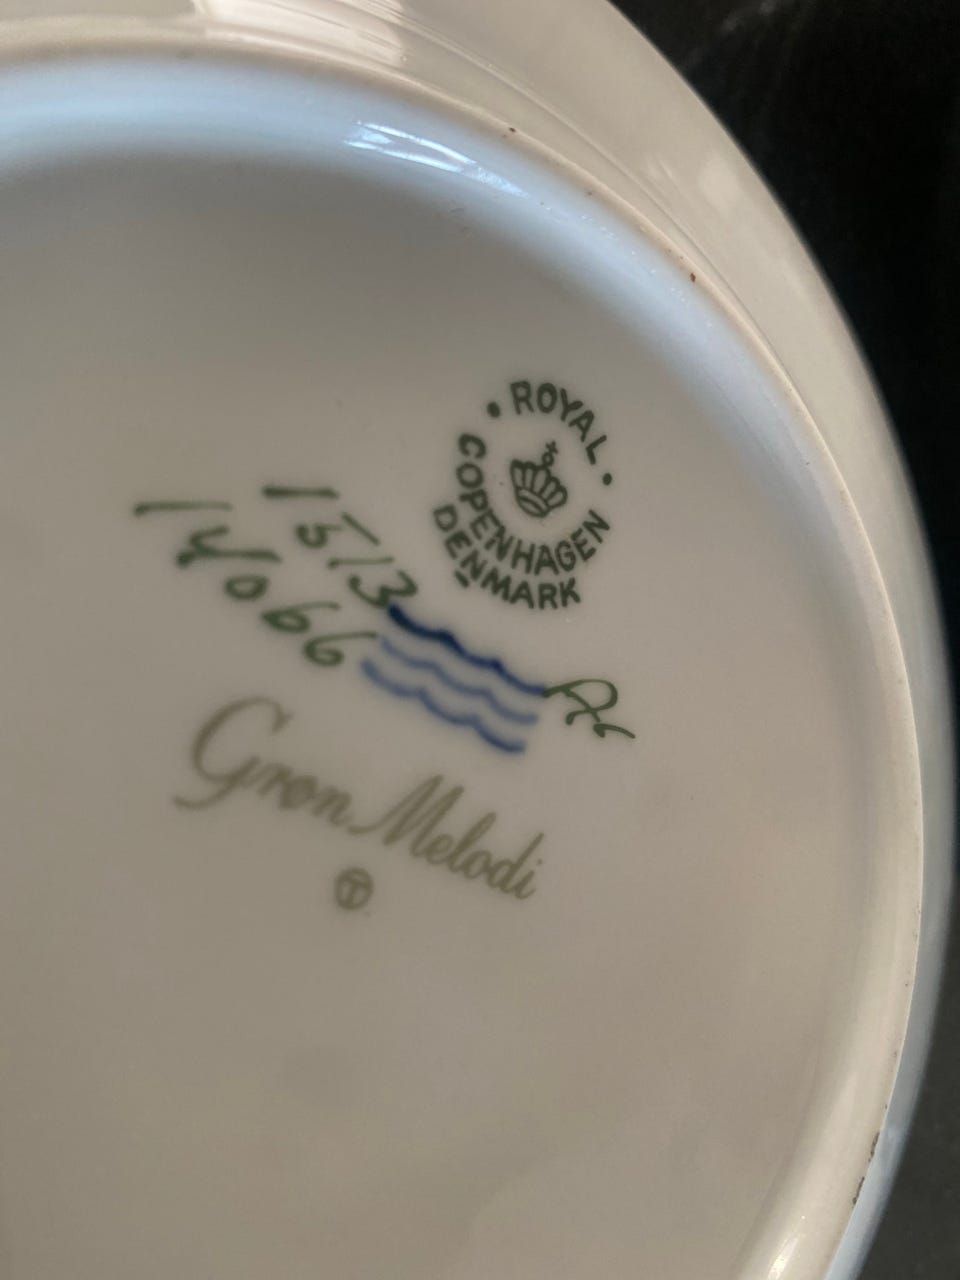 · ROYAL ·
COPENHAGEN
DENMARK
1513
14066
Grøn Melodi
T